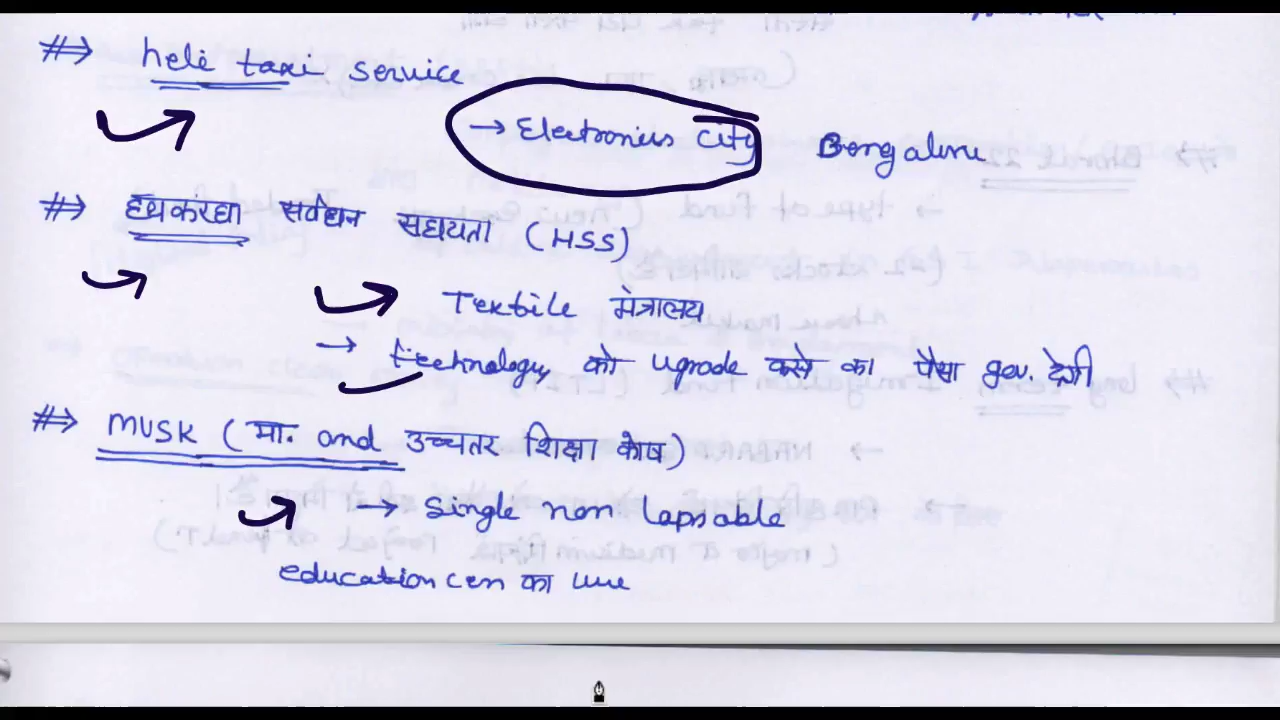 #⇒ heli taxi service
→ Electronics City Bengaluru
#⇒ हथकरघा संवर्धन सहायता (HSS)
Textile मंत्रालय
→ technology को ugrade करने का पैसा gov. देगी
#⇒ MUSK (मा. and उच्चतर शिक्षा कोष)
→ Single non lapsable
education cen का use